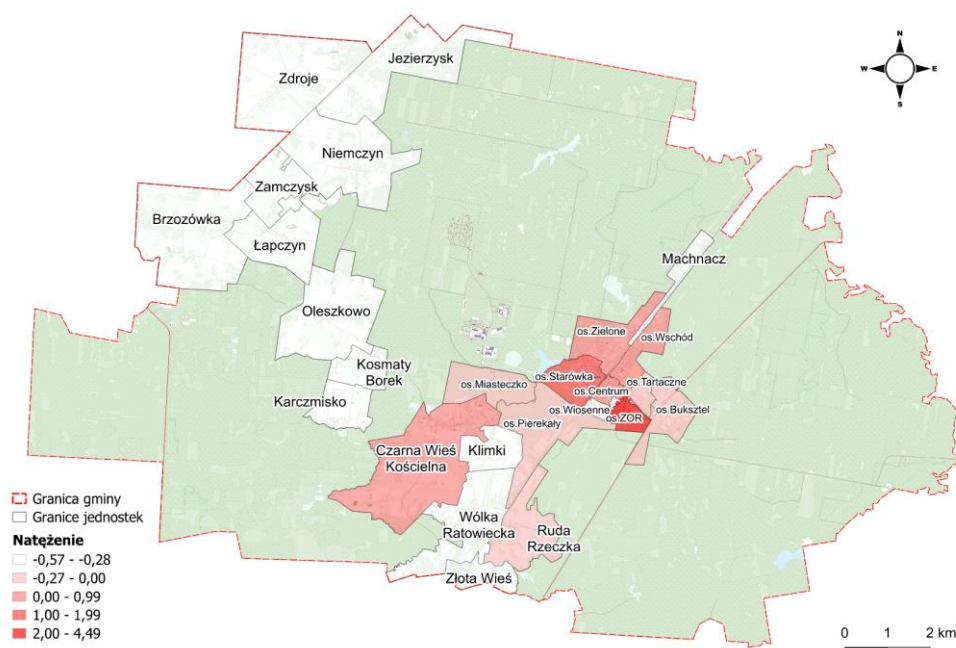 Jezierzysk
Zdroje
N
W
E
S
Niemczyn
Zamczysk
Brzozówka
Łapczyn
Machnacz
Oleszkowo
os.Zielone
os.Wschód
Kosmaty
Borek
os.Starówka
os.Miasteczko
os.Tartaczne
os.Centrum
Karczmisko
os.Wiosenne
os.Buksztel
os.ZOR
os.Pierekały
Czarna Wieś
Kościelna
Klimki
Wólka
Ratowiecka
Ruda
Rzeczka
Złota Wieś
Granica gminy
Granice jednostek
Natężenie
-0,57 - -0,28
-0,27 - 0,00
0,00 - 0,99
1,00 - 1,99
2,00 - 4,49
0 1 2 km